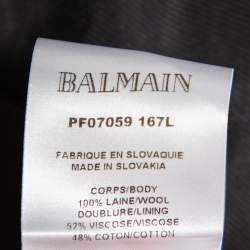 BALMAIN
PF07059 167L
FABRIQUE EN SLOVAQUIE
MADE IN SLOVAKIA
CORPS/BODY
100% LAINE/WOOL
DOUBLURE/LINING
52% VISCOSE/VISCOSE
48% COTON/COTTON